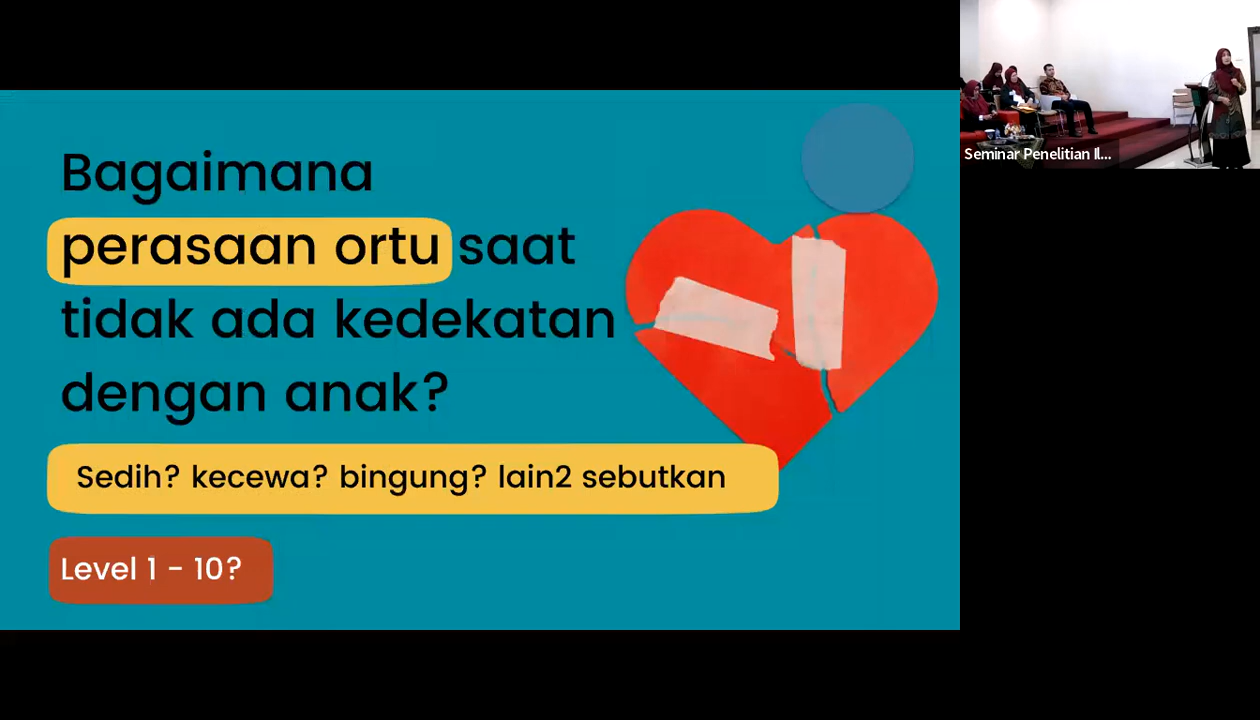 Bagaimana
perasaan ortu saat
tidak ada kedekatan
dengan anak?
Sedih? kecewa? bingung? lain2 sebutkan
Level 1 - 10?
Seminar Penelitian Il...